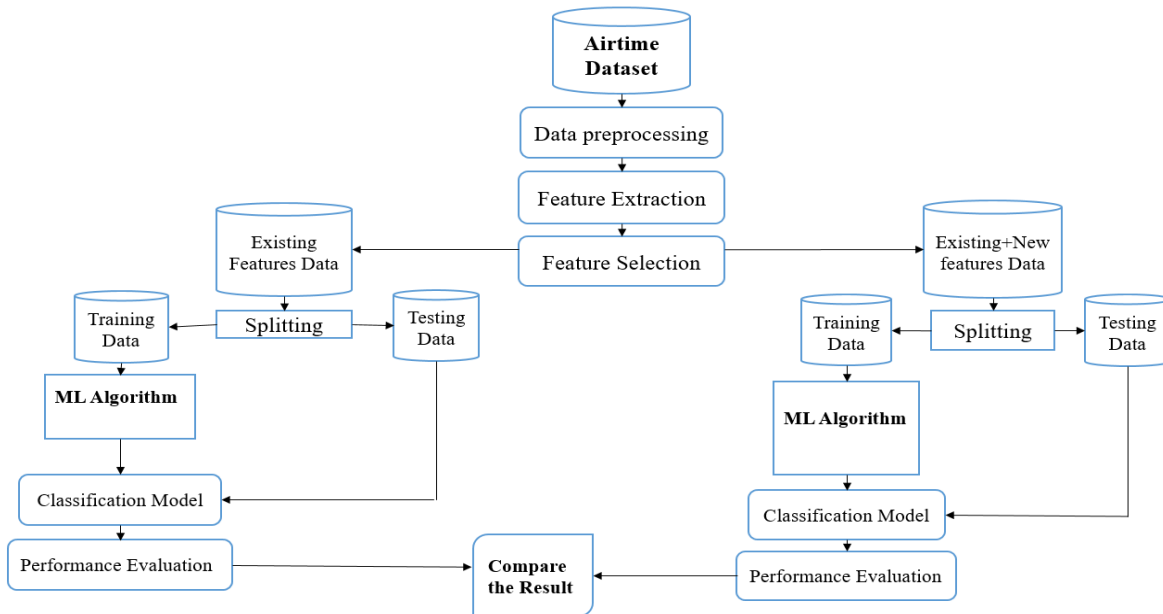 Airtime
Dataset
Data preprocessing
Feature Extraction
Feature Selection
Existing
Features Data
Splitting
Training
Data
Testing
Data
ML Algorithm
Classification Model
Performance Evaluation
Existing+New
features Data
Splitting
Training
Data
Testing
Data
ML Algorithm
Classification Model
Performance Evaluation
Compare
the Result